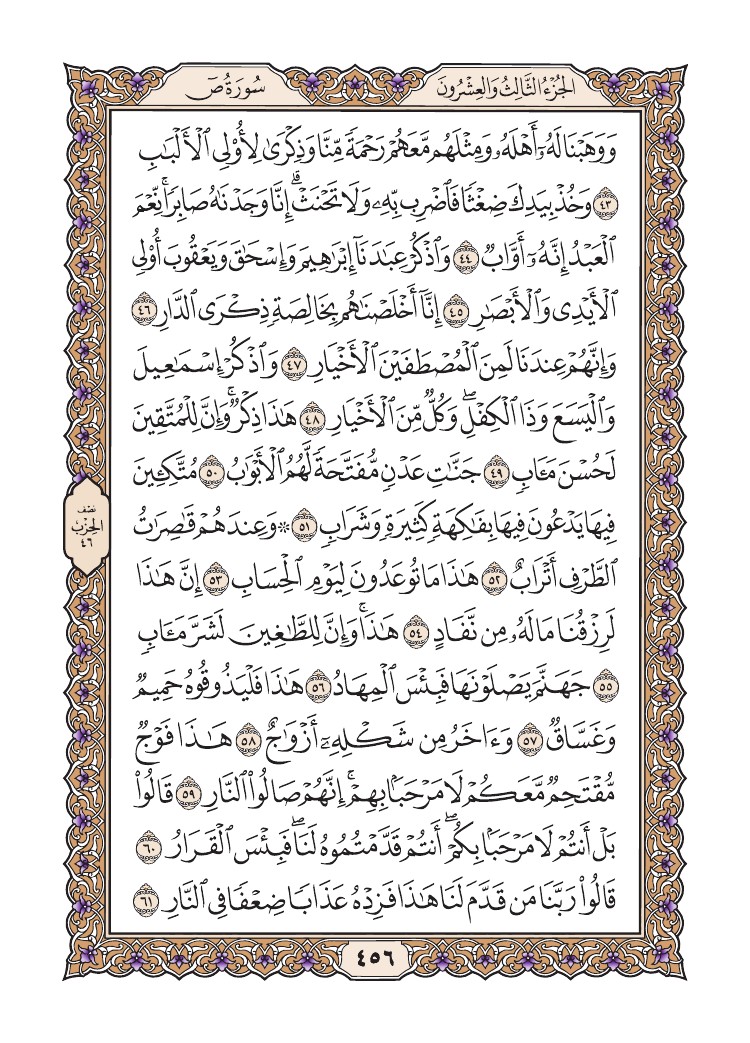 الجُزْءُ الثَّالِثُ وَالعِشْرُونَ
سُورَةُ صٓ
وَوَهَبْنَا لَهُۥٓ أَهْلَهُۥ وَمِثْلَهُم مَّعَهُمْ رَحْمَةً مِّنَّا وَذِكْرَىٰ لِأُو۟لِى ٱلْأَلْبَـٰبِ
٤٣ وَخُذْ بِيَدِكَ ضِغْثًا فَٱضْرِب بِّهِۦ وَلَا تَحْنَثْ ۗ إِنَّا وَجَدْنَـٰهُ صَابِرًا ۚ نِّعْمَ
ٱلْعَبْدُ إِنَّهُۥٓ أَوَّابٌ ٤٤ وَٱذْكُرْ عِبَـٰدَنَآ إِبْرَٰهِيمَ وَإِسْحَـٰقَ وَيَعْقُوبَ أُو۟لِى
ٱلْأَيْدِى وَٱلْأَبْصَـٰرِ ٤٥ إِنَّآ أَخْلَصْنَـٰهُم بِخَالِصَةٍ ذِكْرَى ٱلدَّارِ ٤٦
وَإِنَّهُمْ عِندَنَا لَمِنَ ٱلْمُصْطَفَيْنَ ٱلْأَخْيَارِ ٤٧ وَٱذْكُرْ إِسْمَـٰعِيلَ
وَٱلْيَسَعَ وَذَا ٱلْكِفْلِ ۖ وَكُلٌّ مِّنَ ٱلْأَخْيَارِ ٤٨ هَـٰذَا ذِكْرٌ ۚ وَإِنَّ لِلْمُتَّقِينَ
لَحُسْنَ مَـَٔابٍ ٤٩ جَنَّـٰتِ عَدْنٍ مُّفَتَّحَةً لَّهُمُ ٱلْأَبْوَٰبُ ٥٠ مُتَّكِـِٔينَ
فِيهَا يَدْعُونَ فِيهَا بِفَـٰكِهَةٍ كَثِيرَةٍ وَشَرَابٍ ٥١ ۞ وَعِندَهُمْ قَـٰصِرَٰتُ
نصف
الحِزْب
٤٦
ٱلطَّرْفِ أَتْرَابٌ ٥٢ هَـٰذَا مَا تُوعَدُونَ لِيَوْمِ ٱلْحِسَابِ ٥٣ إِنَّ هَـٰذَا
لَرِزْقُنَا مَا لَهُۥ مِن نَّفَادٍ ٥٤ هَـٰذَا ۚ وَإِنَّ لِلطَّـٰغِينَ لَشَرَّ مَـَٔابٍ
٥٥ جَهَنَّمَ يَصْلَوْنَهَا فَبِئْسَ ٱلْمِهَادُ ٥٦ هَـٰذَا فَلْيَذُوقُوهُ حَمِيمٌ
وَغَسَّاقٌ ٥٧ وَءَاخَرُ مِن شَكْلِهِۦٓ أَزْوَٰجٌ ٥٨ هَـٰذَا فَوْجٌ
مُّقْتَحِمٌ مَّعَكُمْ لَا مَرْحَبًۢا بِهِمْ ۚ إِنَّهُمْ صَالُوا۟ ٱلنَّارِ ٥٩ قَالُوا۟
بَلْ أَنتُمْ لَا مَرْحَبًۢا بِكُمْ ۖ أَنتُمْ قَدَّمْتُمُوهُ لَنَا ۖ فَبِئْسَ ٱلْقَرَارُ ٦٠
قَالُوا۟ رَبَّنَا مَن قَدَّمَ لَنَا هَـٰذَا فَزِدْهُ عَذَابًا ضِعْفًا فِى ٱلنَّارِ ٦١
٤٥٦